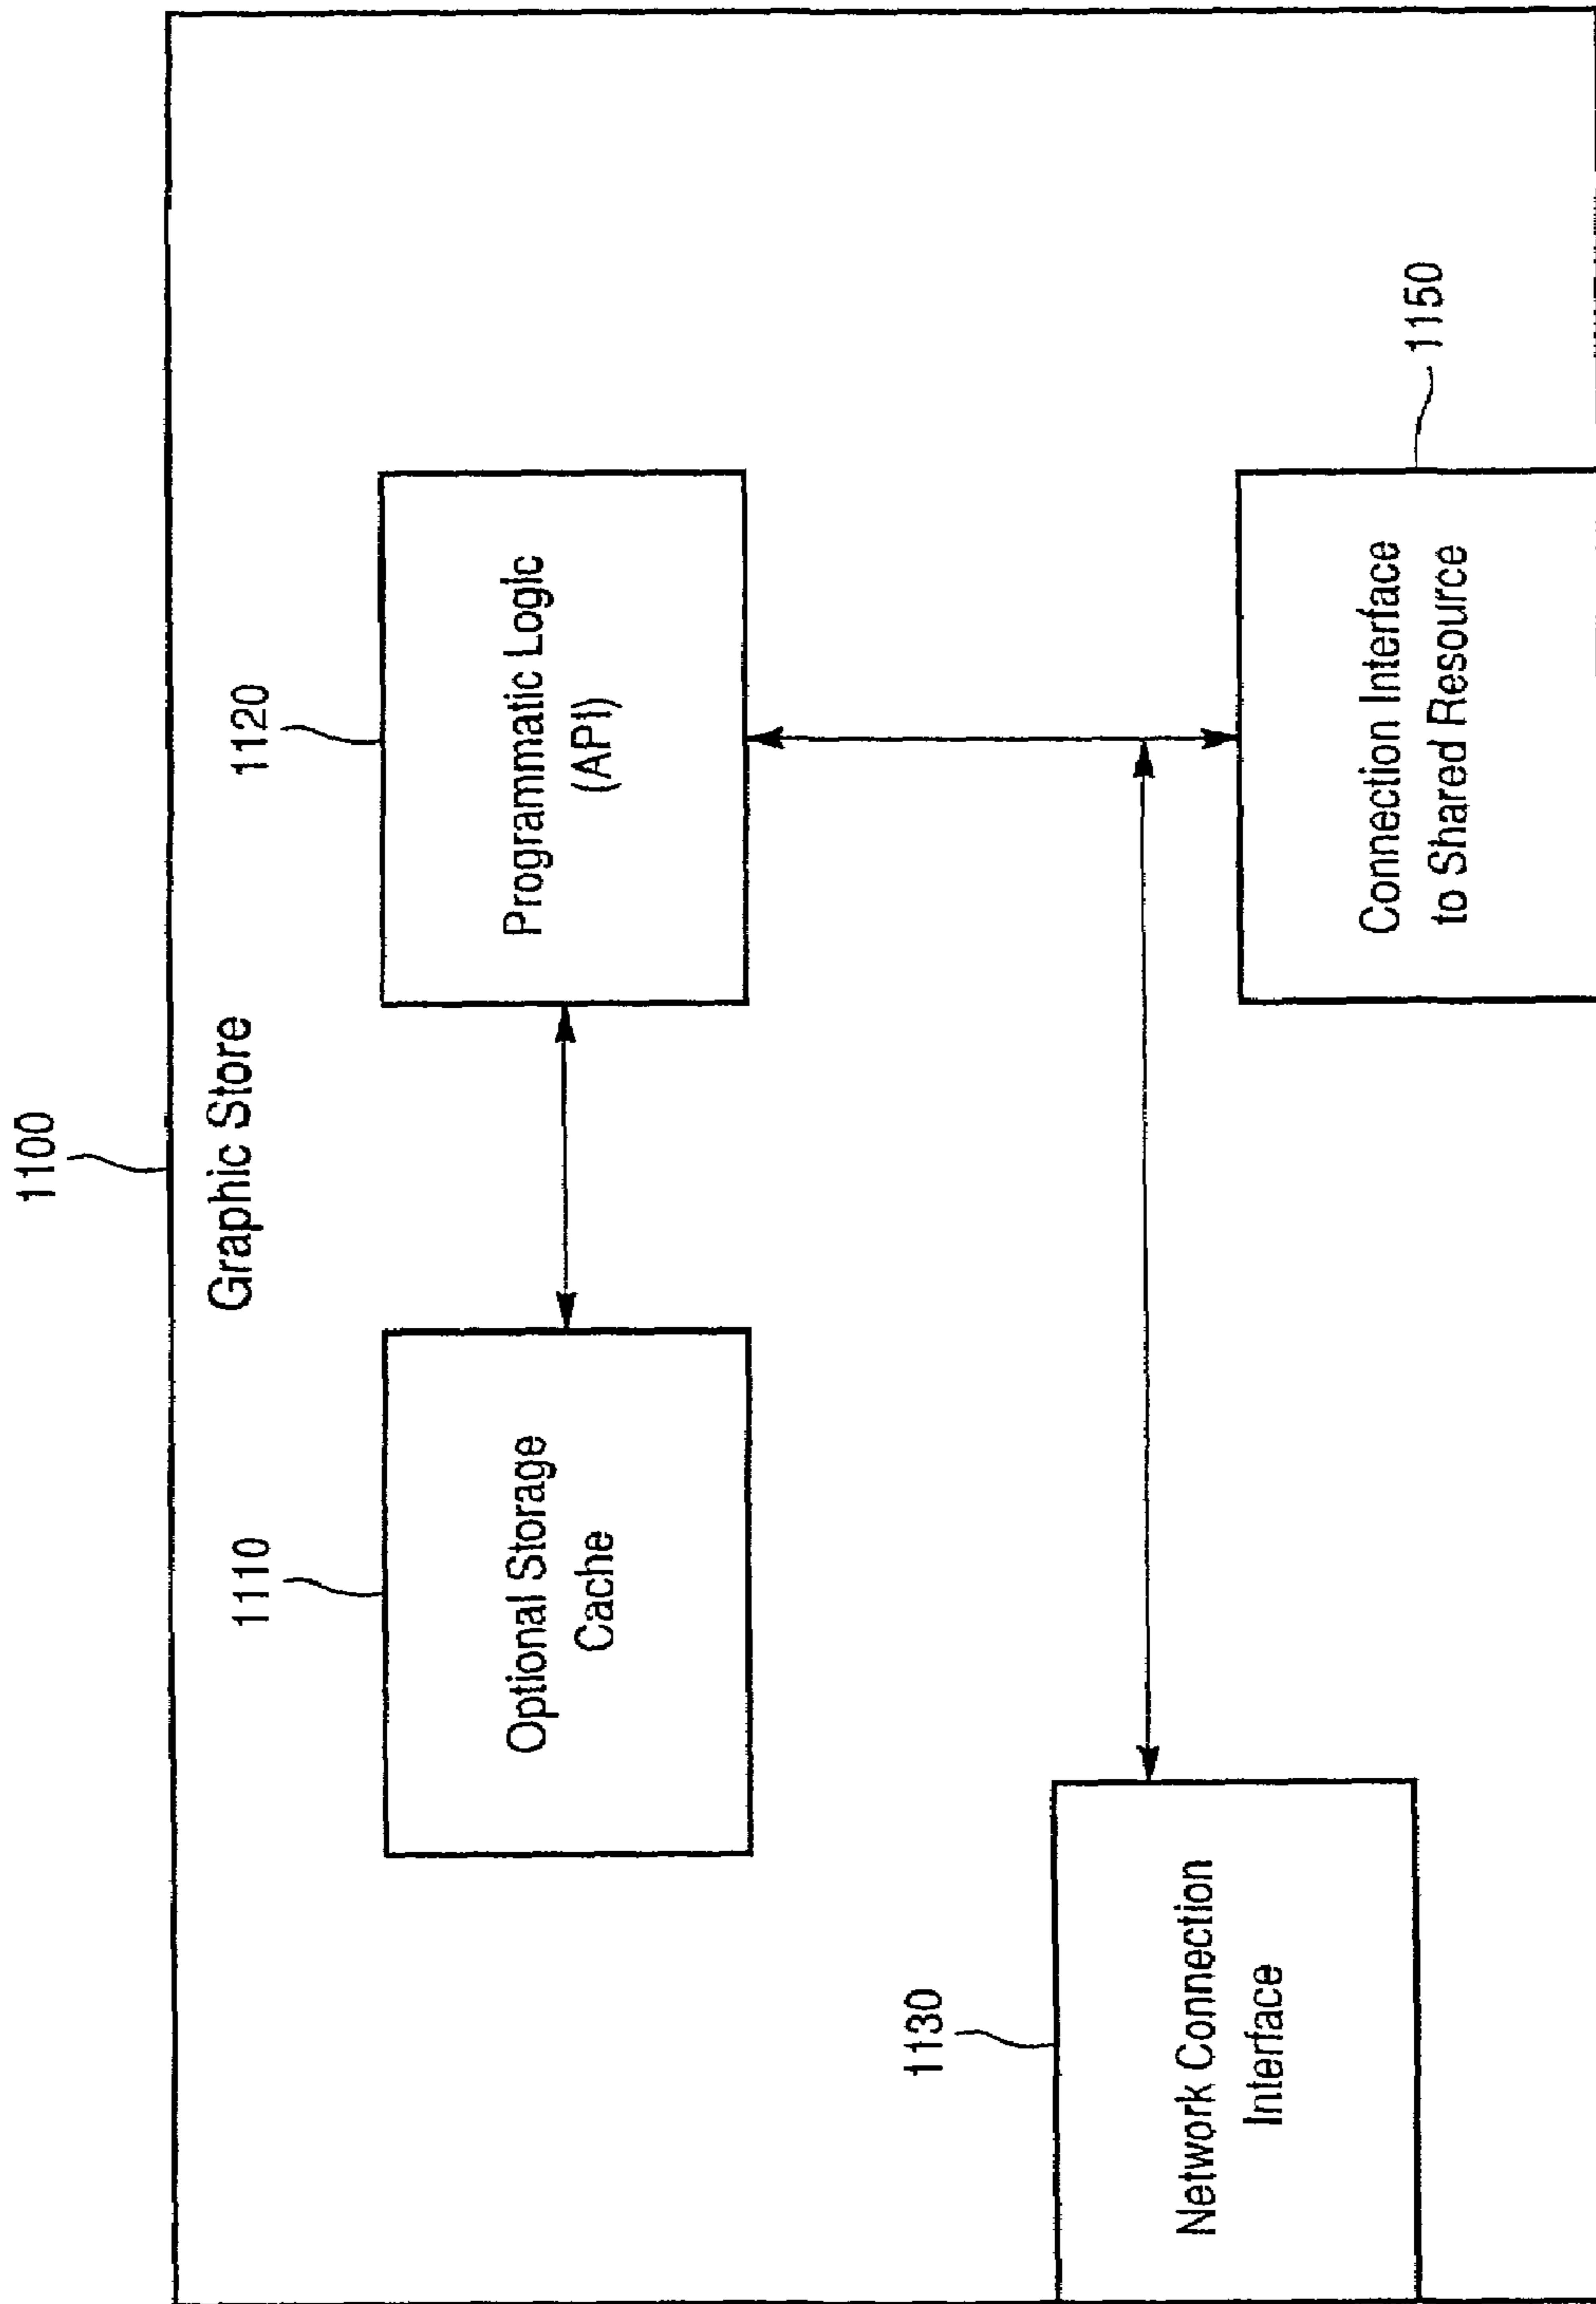 1100
Graphic Store
1110
Optional Storage
Cache
1120
Programmatic Logic
(API)
1130
Network Connection
Interface
1150
Connection Interface
to Shared Resource